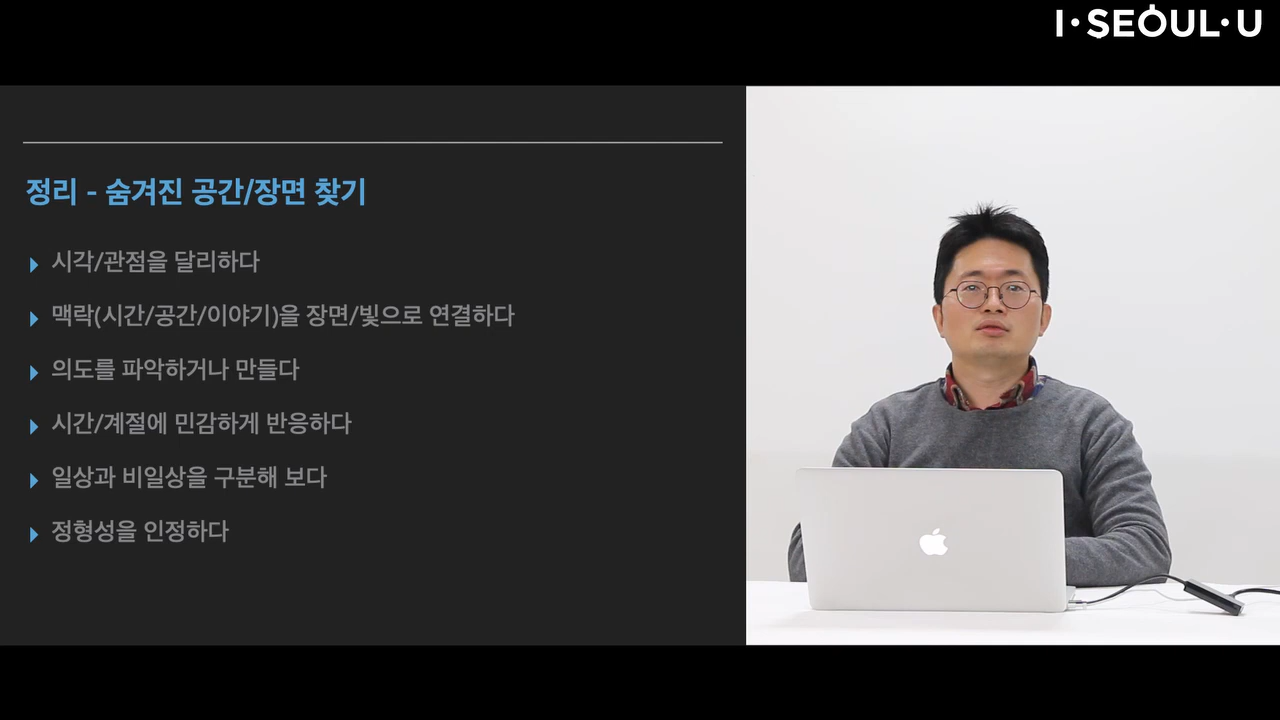 I·SEOUL·U
정리 - 숨겨진 공간/장면 찾기
시각/관점을 달리하다
맥락(시간/공간/이야기)을 장면/빛으로 연결하다
의도를 파악하거나 만들다
시간/계절에 민감하게 반응하다
일상과 비일상을 구분해 보다
정형성을 인정하다